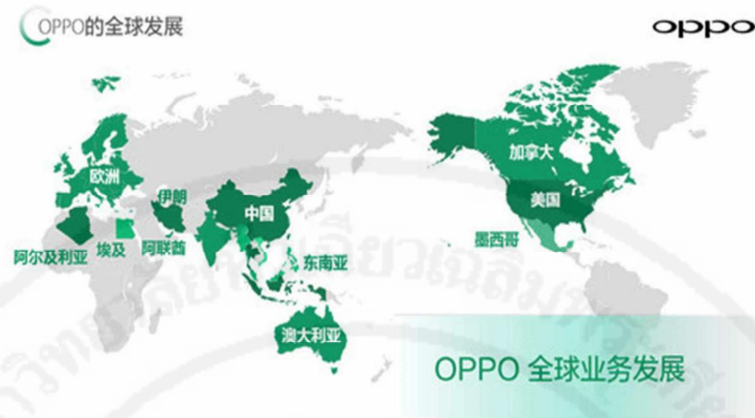 OPPO的全球发展
oppo
加拿大
欧洲
伊朗
美国
中国
阿尔及利亚
埃及
阿联酋
墨西哥
东南亚
澳大利亚
OPPO 全球业务发展